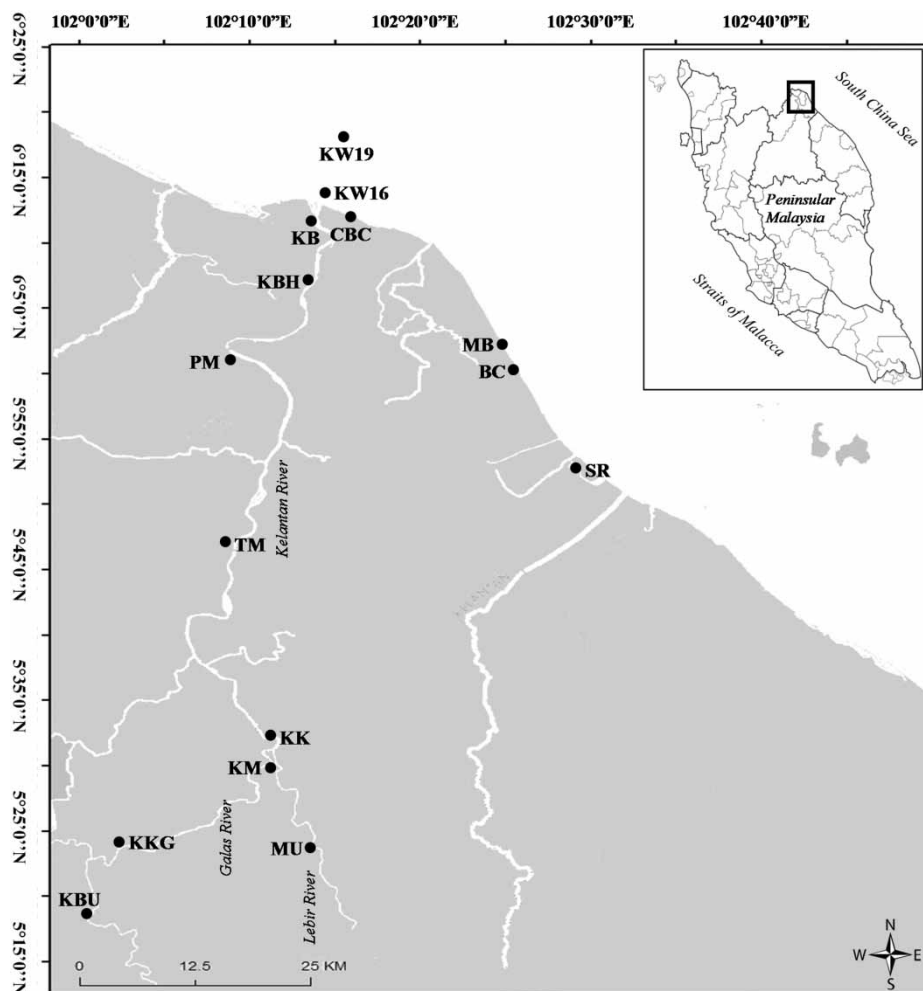 102°0'0"E 102°10'0"E 102°20'0"E 102°30'0"E 102°40'0"E
6°25'0"N
6°15'0"N
6°5'0"N
5°55'0"N
5°45'0"N
5°35'0"N
5°25'0"N
5°15'0"N
KW19
KW16
KB
CBC
KBH
PM
MB
BC
SR
TM
Kelantan River
KK
KM
KKG
Galas River
MU
KBU
Lebir River
0 12.5 25 KM
South China Sea
Peninsular
Malaysia
Straits of Malacca
N
W E
S